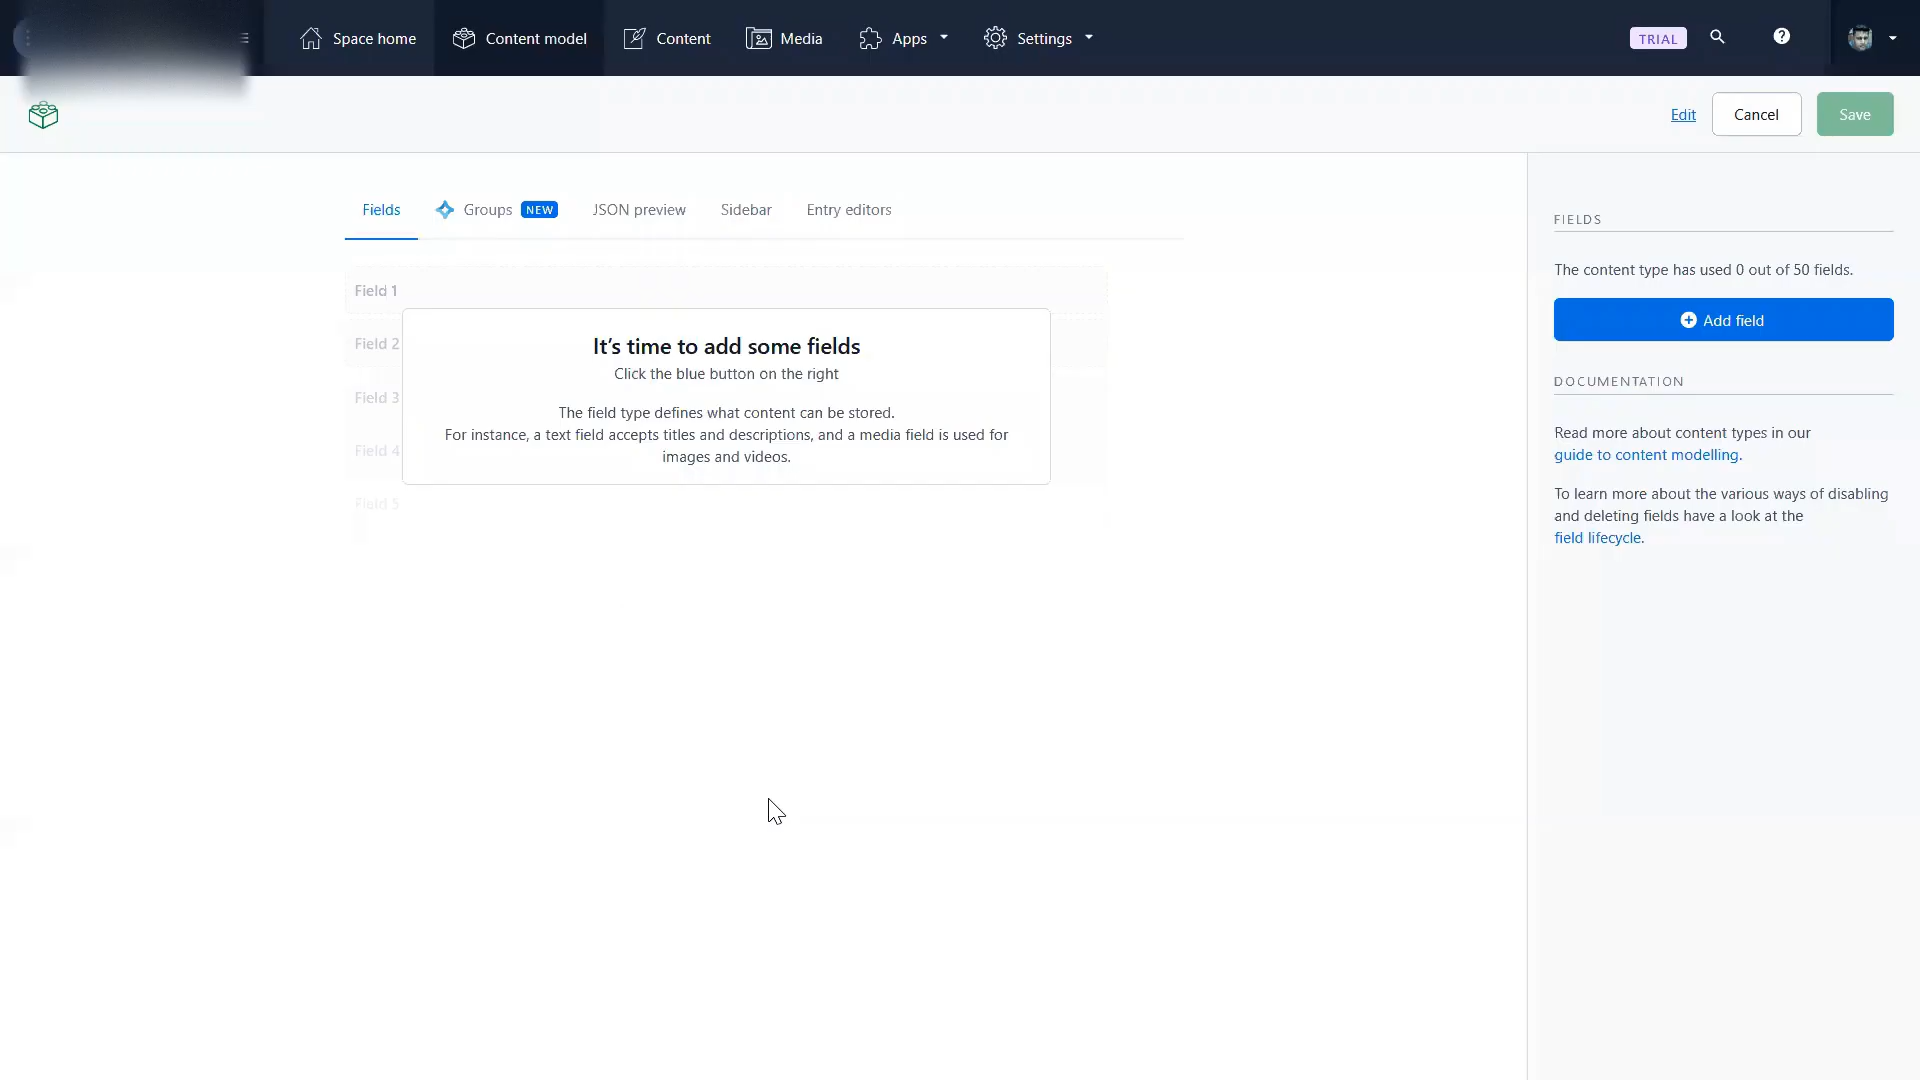 Space home
Content model
Content
Media
Apps
Settings
TRIAL
Edit
Cancel
Save
Fields
Groups NEW
JSON preview
Sidebar
Entry editors
Field 1
Field 2
Field 3
Field 4
Field 5
It's time to add some fields
Click the blue button on the right
The field type defines what content can be stored.
For instance, a text field accepts titles and descriptions, and a media field is used for
images and videos.
FIELDS
The content type has used 0 out of 50 fields.
Add field
DOCUMENTATION
Read more about content types in our
guide to content modelling.
To learn more about the various ways of disabling
and deleting fields have a look at the
field lifecycle.